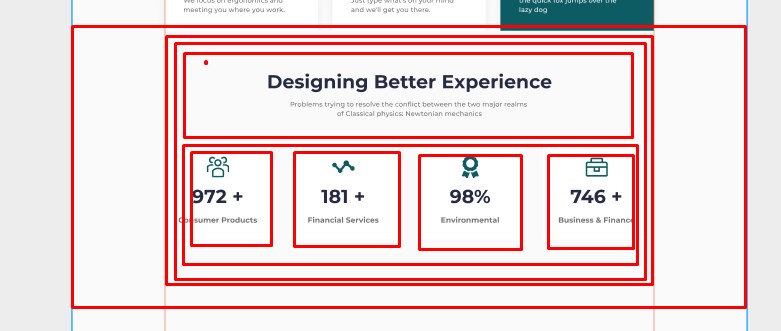 We focus on ergonomics and
meeting you where you work.
Just type what's on your mind
and we'll get you there.
the quick fox jumps over the
lazy dog
Designing Better Experience
Problems trying to resolve the conflict between the two major realms
of Classical physics: Newtonian mechanics
972 +
181 +
98%
746 +
Consumer Products
Financial Services
Environmental
Business & Finance